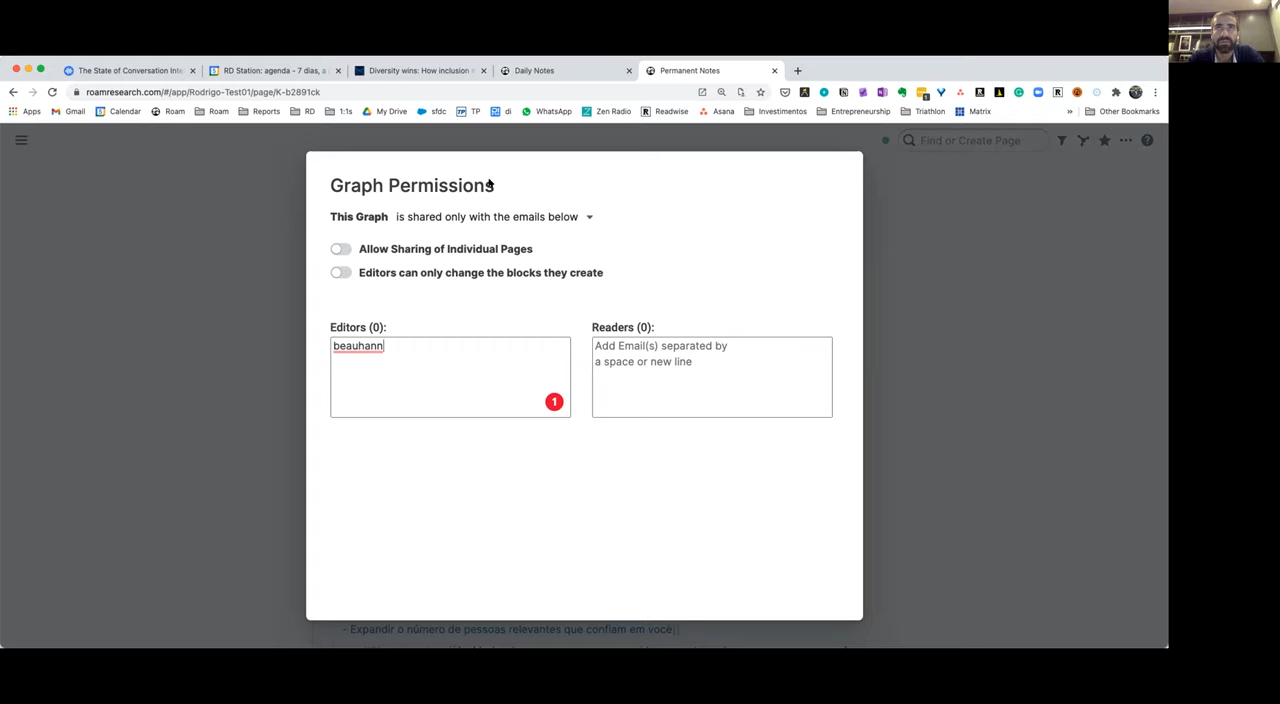 The State of Conversation Inte
RD Station: agenda - 7 dias, a
Diversity wins: How inclusion m
Daily Notes
Permanent Notes
roamresearch.com/#/app/Rodrigo-Test01/page/K-b2891ck
Apps Gmail Calendar Roam Roam Reports RD 1:1s My Drive sfdc TP di WhatsApp Zen Radio Readwise Asana Investimentos Entrepreneurship Triathlon Matrix » Other Bookmarks
Find or Create Page
Graph Permissions
This Graph is shared only with the emails below
Allow Sharing of Individual Pages
Editors can only change the blocks they create
Editors (0):
beauhann
1
Readers (0):
Add Email(s) separated by
a space or new line
- Expandir o número de pessoas relevantes que confiam em você